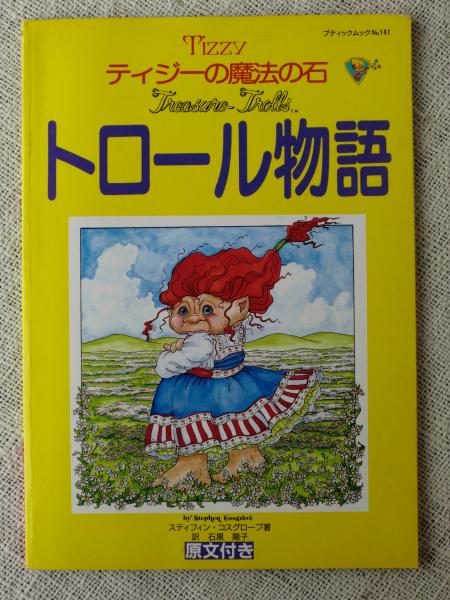 ブティックムックNo.141
TIZZY
ティジーの魔法の石
Treasure Trolls™
トロール物語
by Stephen Cosgrove
スティフィン・コスグローブ著
訳 石黒 陽子
原文付き